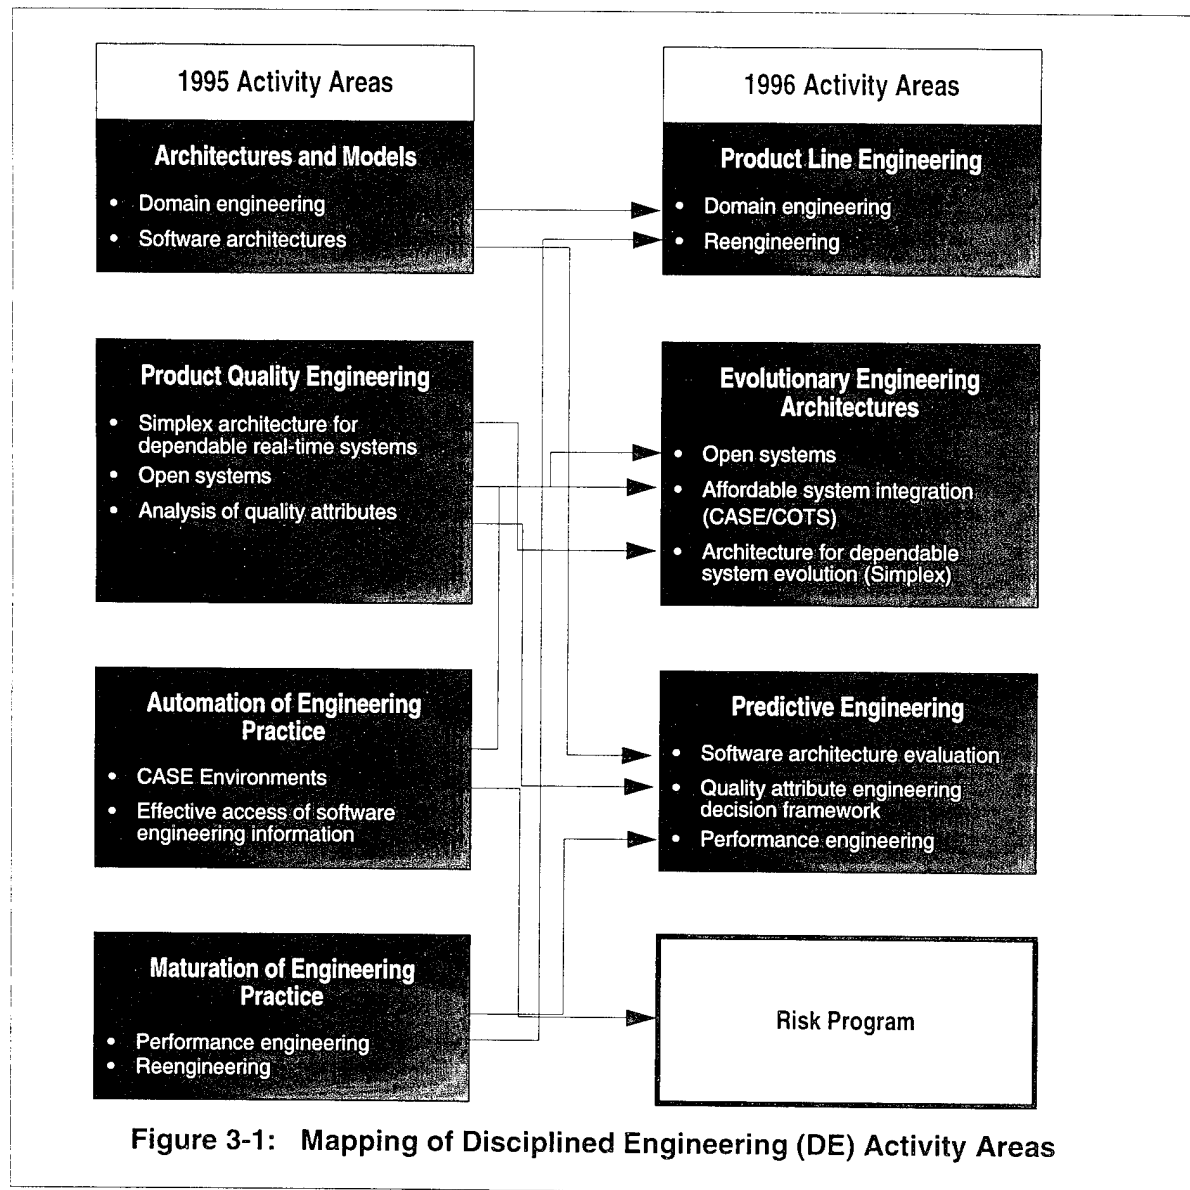 1995 Activity Areas
Architectures and Models
• Domain engineering
• Software architectures
Product Quality Engineering
• Simplex architecture for
dependable real-time systems
• Open systems
• Analysis of quality attributes
Automation of Engineering
Practice
• CASE Environments
• Effective access of software
engineering information
Maturation of Engineering
Practice
• Performance engineering
• Reengineering
1996 Activity Areas
Product Line Engineering
• Domain engineering
• Reengineering
Evolutionary Engineering
Architectures
• Open systems
• Affordable system integration
(CASE/COTS)
• Architecture for dependable
system evolution (Simplex)
Predictive Engineering
• Software architecture evaluation
• Quality attribute engineering
decision framework
• Performance engineering
Risk Program
Figure 3-1: Mapping of Disciplined Engineering (DE) Activity Areas